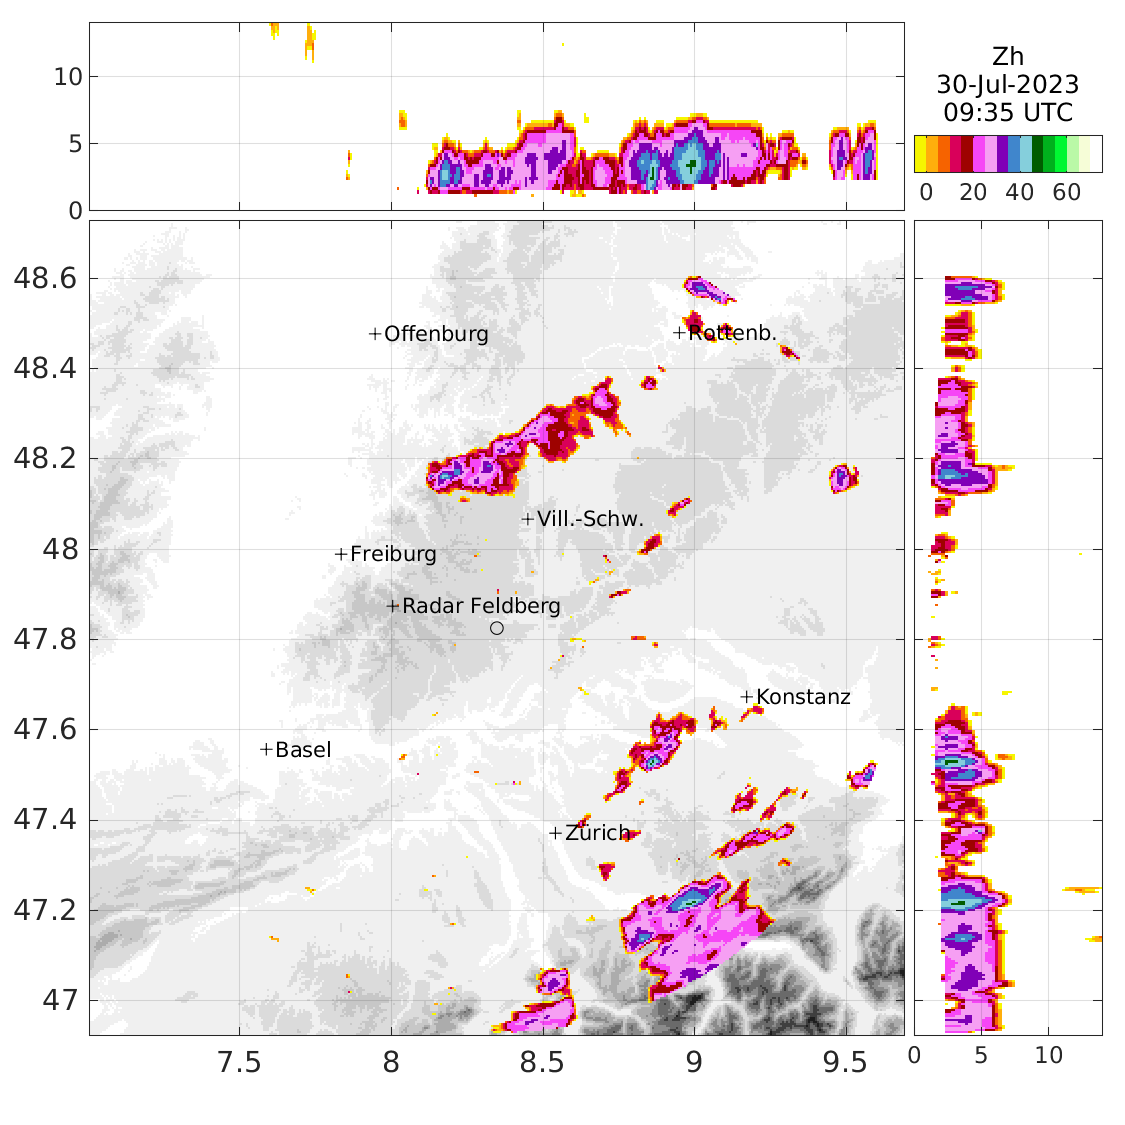 10
5
0
Zh
30-Jul-2023
09:35 UTC
0 20 40 60
48.6
48.4
48.2
48
47.8
47.6
47.4
47.2
47
+Offenburg
+Rottenb.
+Vill.-Schw.
+Freiburg
+Radar Feldberg
+Konstanz
+Basel
+Zürich
7.5 8 8.5 9 9.5
0 5 10